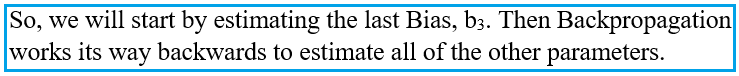 So, we will start by estimating the last Bias, b₃. Then Backpropagation
works its way backwards to estimate all of the other parameters.